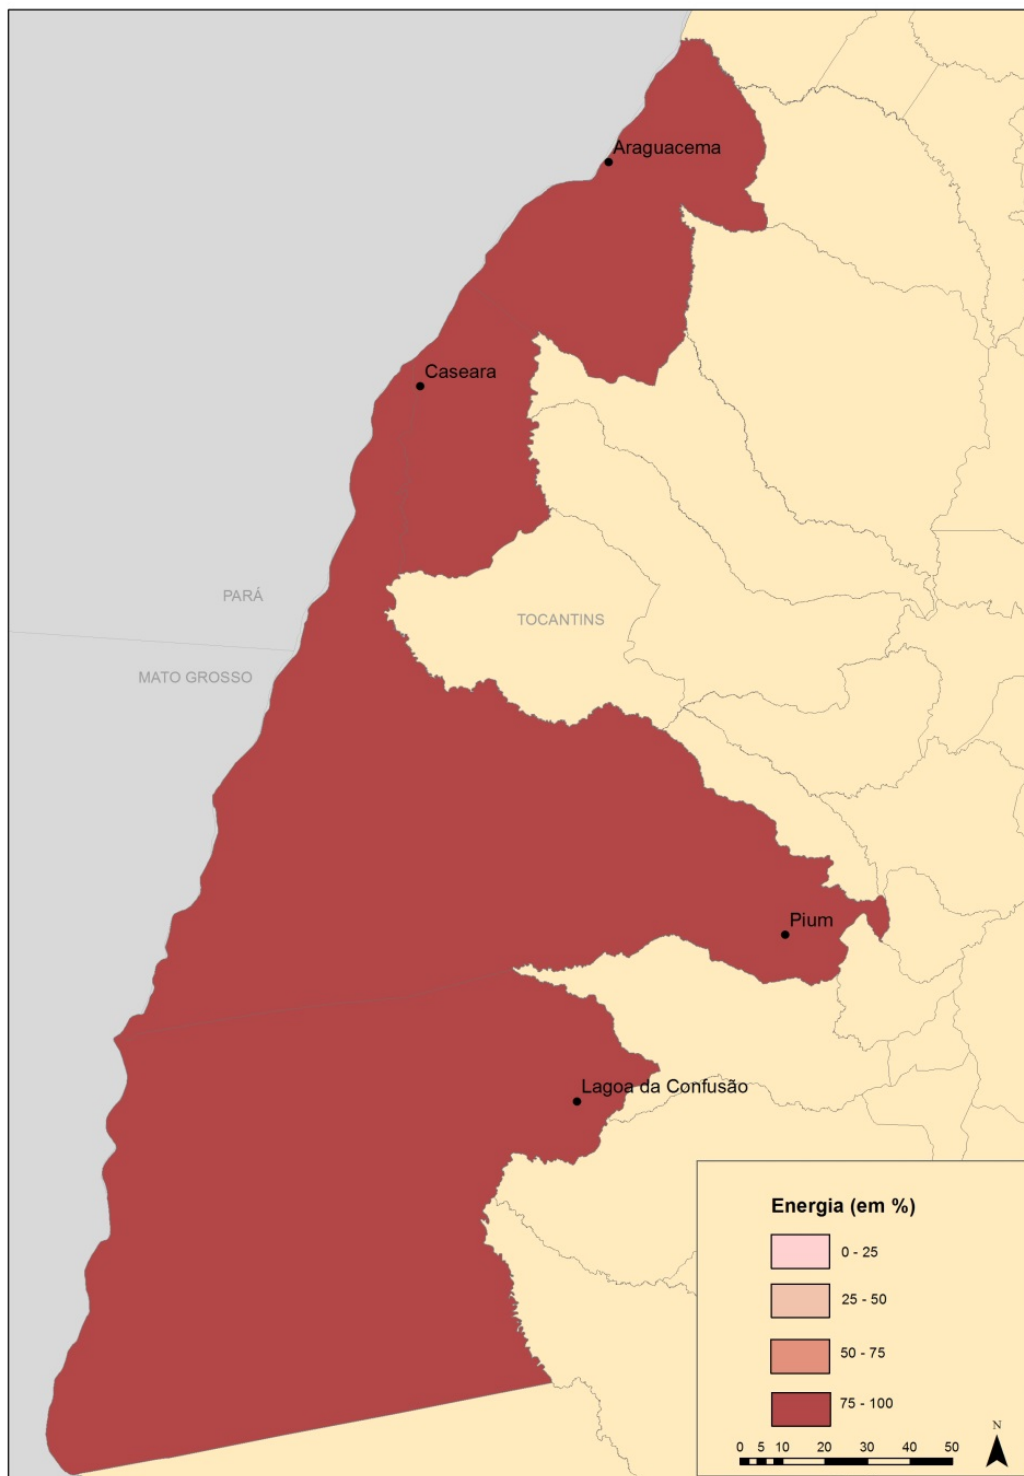 Araguacema
Caseara
PARÁ
TOCANTINS
MATO GROSSO
Pium
Lagoa da Confusão
Energia (em %)
0 - 25
25 - 50
50 - 75
75 - 100
N
0 5 10 20 30 40 50